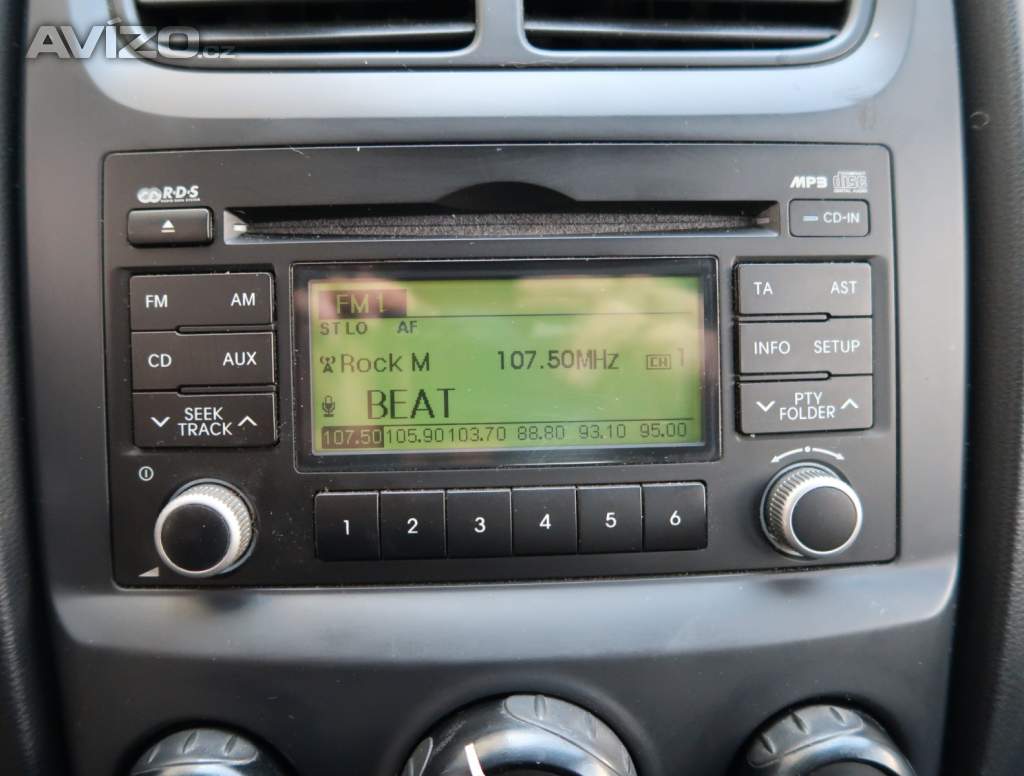 AVÍZO.cz
R·D·S
MP3
disc
CD-IN
FM AM
CD AUX
SEEK
TRACK
TA AST
INFO SETUP
PTY
FOLDER
FM1
ST LO AF
Rock M 107.50MHz CH 1
BEAT
107.50 105.90 103.70 88.80 93.10 95.00
1 2 3 4 5 6